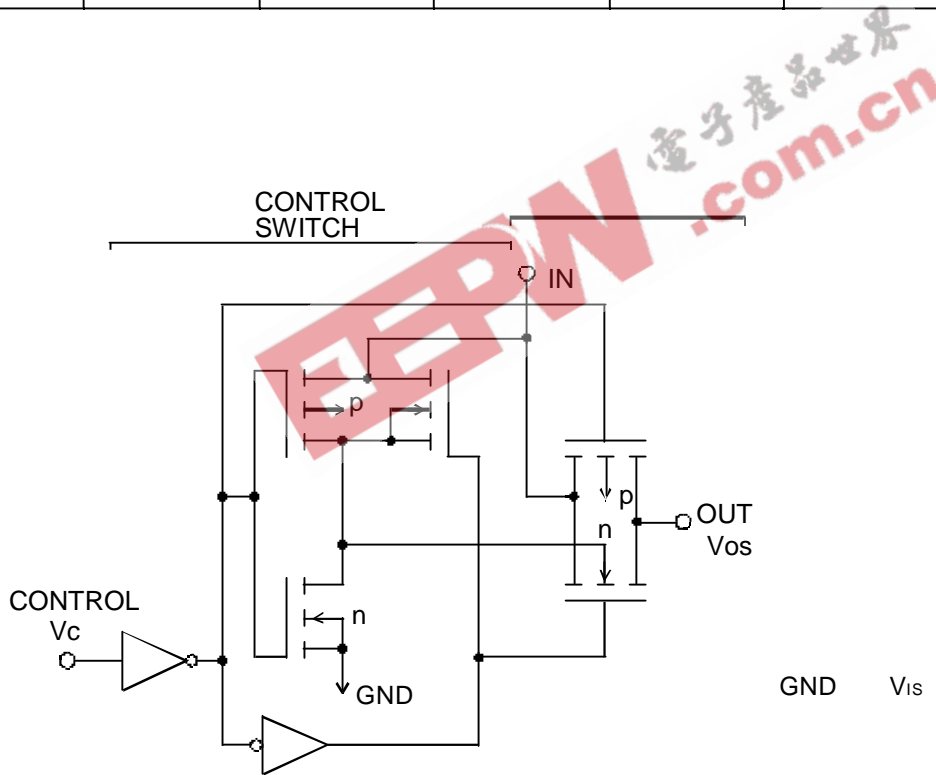 電子產品世界
.com.cn
EEPW
CONTROL
SWITCH
IN
p
p
n
OUT
Vos
CONTROL
Vc
n
GND
GND VIS